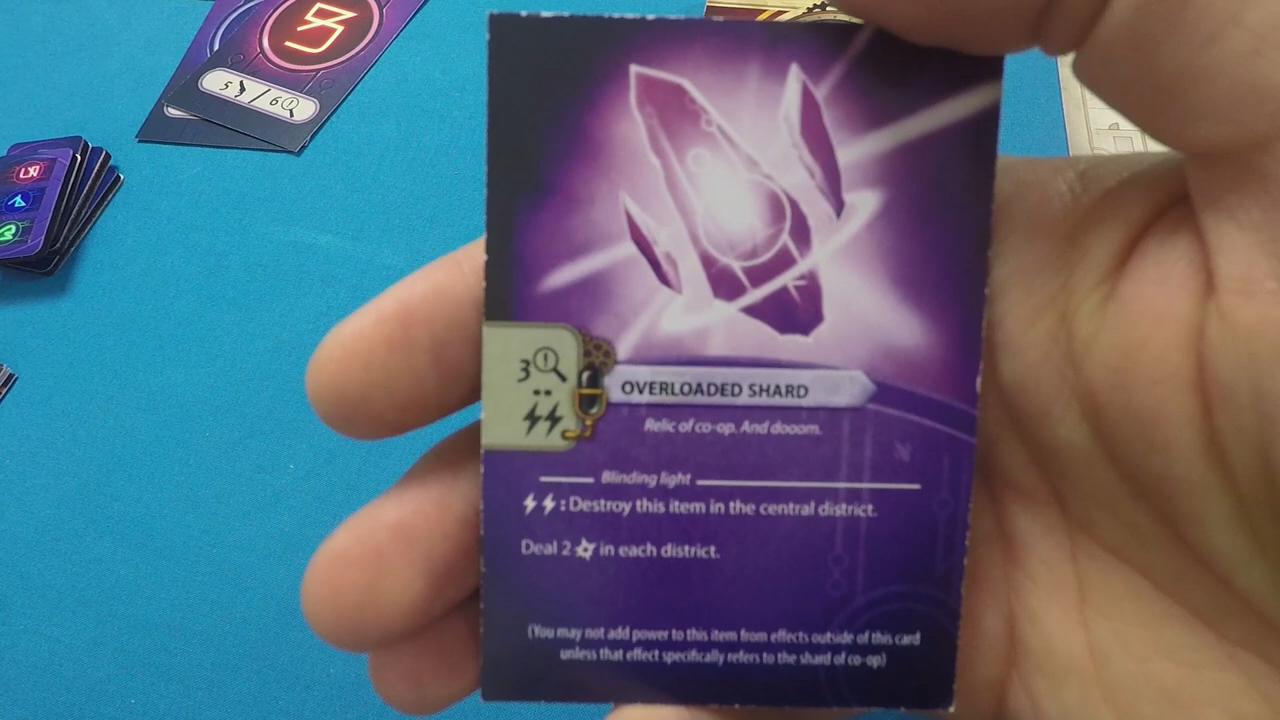 5 / 6
3
OVERLOADED SHARD
Relic of co-op. And dooom.
Blinding light
: Destroy this item in the central district.
Deal 2 in each district.
(You may not add power to this item from effects outside of this card
unless that effect specifically refers to the shard of co-op)